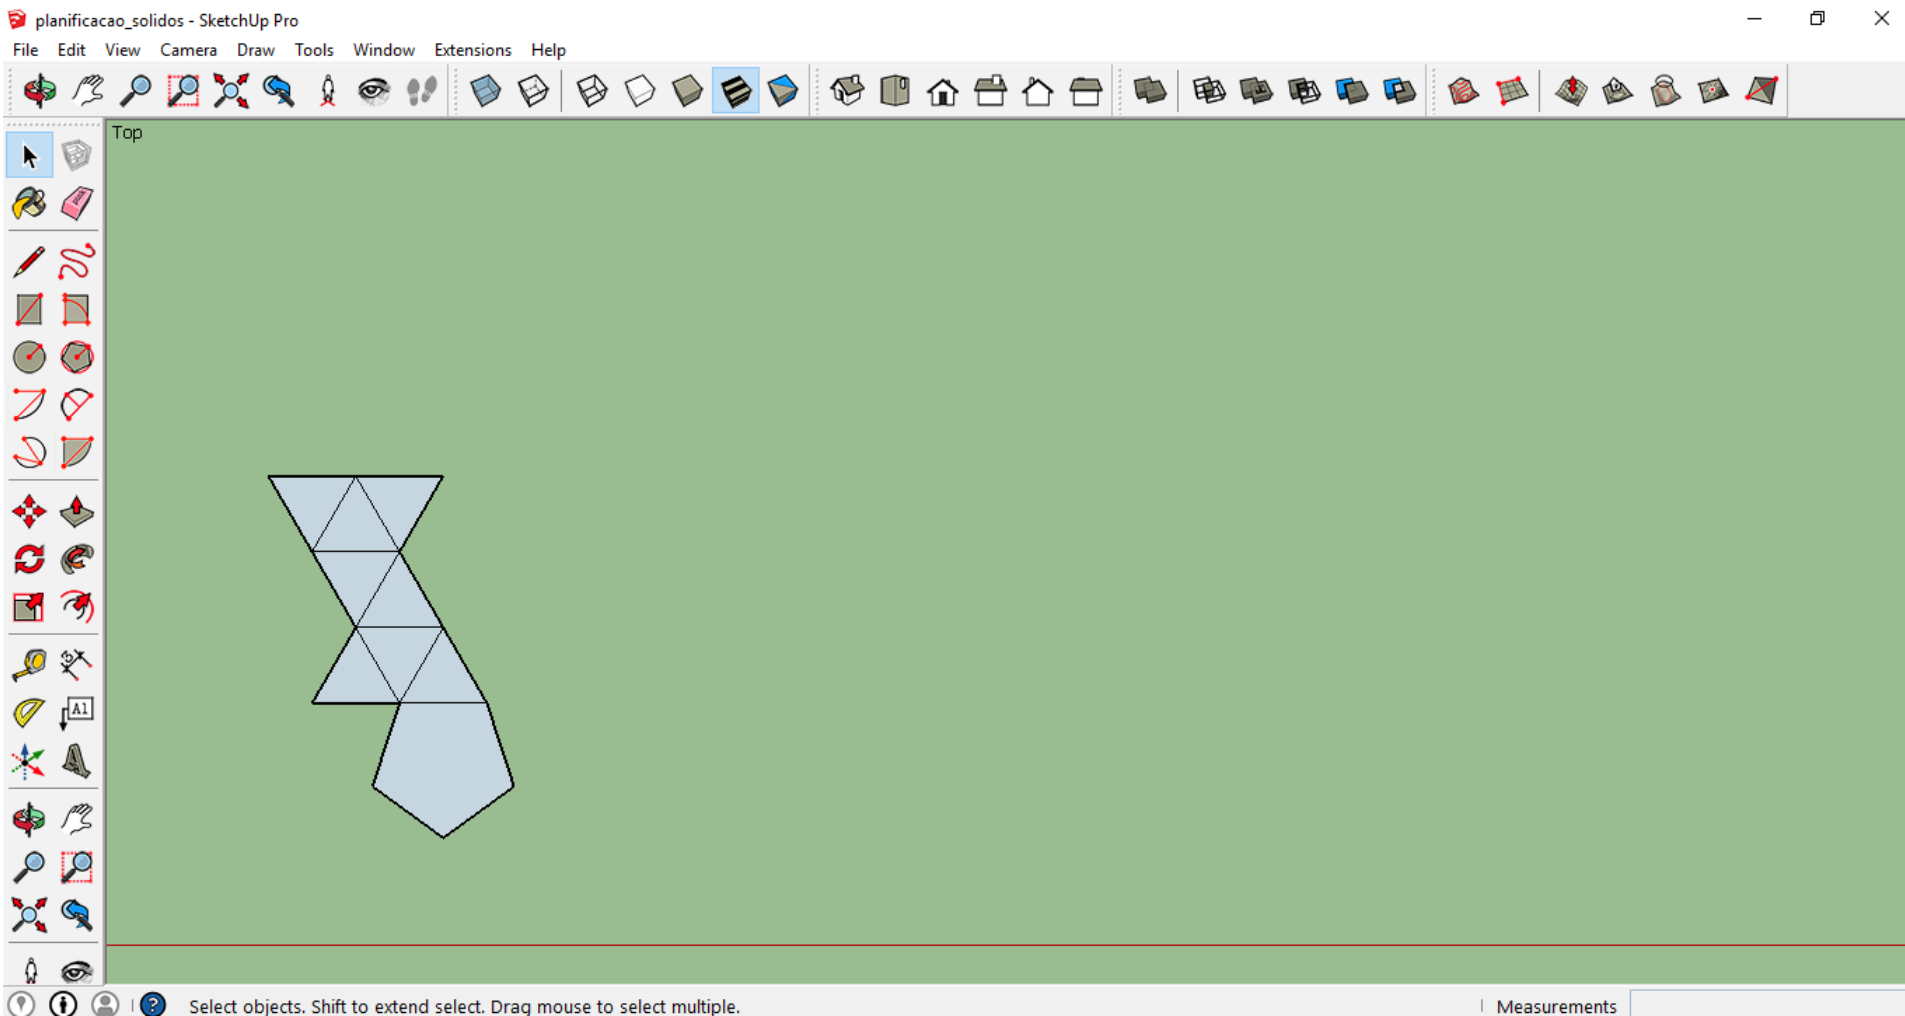 planificacao_solidos - SketchUp Pro
File Edit View Camera Draw Tools Window Extensions Help
Top
A1
Select objects. Shift to extend select. Drag mouse to select multiple.
Measurements